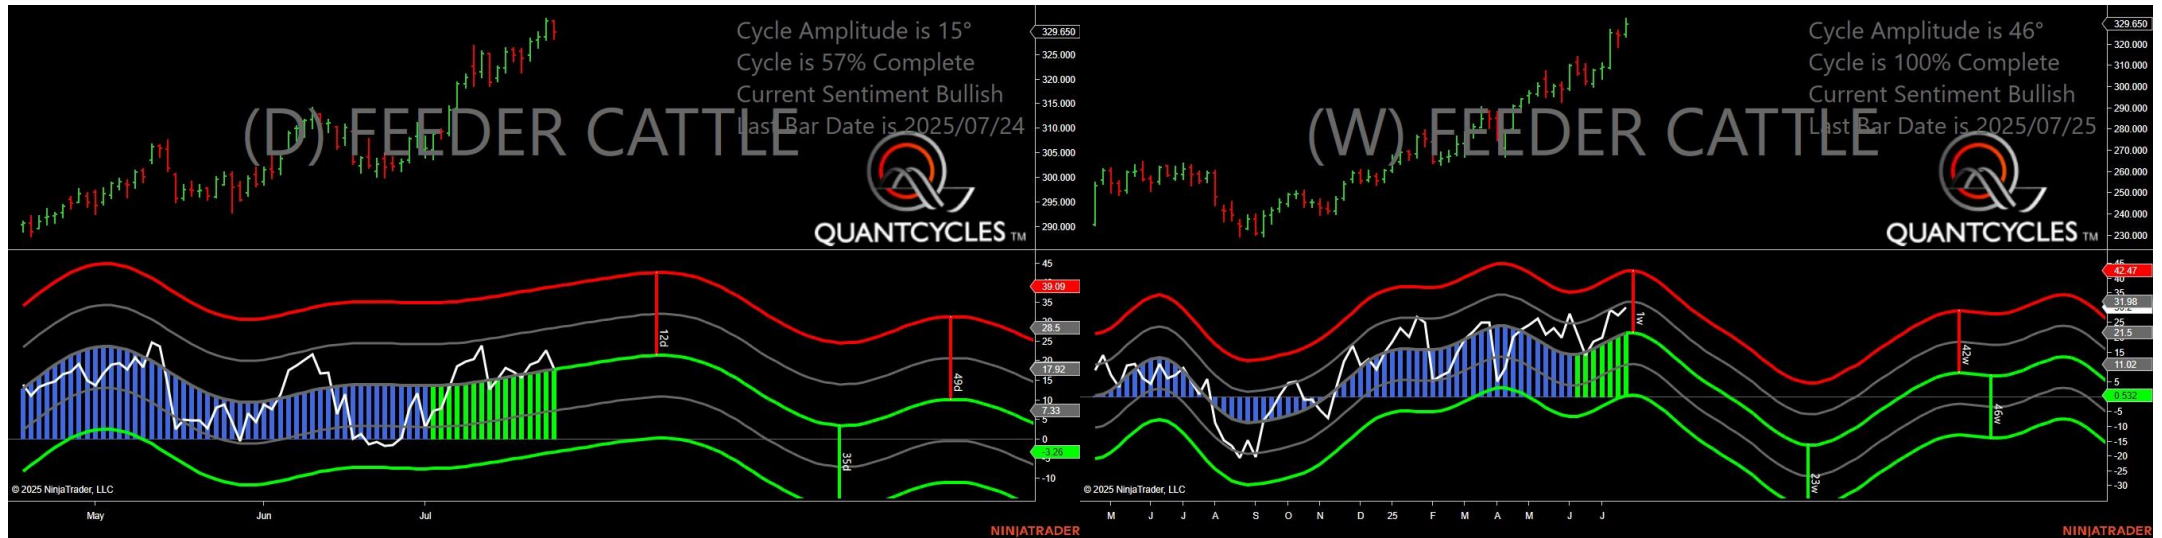 Cycle Amplitude is 15°
Cycle is 57% Complete
Current Sentiment Bullish
Last Bar Date is 2025/07/24
(D) FEEDER CATTLE
QUANTCYCLES TM
329.650
325.000
320.000
315.000
310.000
305.000
300.000
295.000
290.000
45
39.09
35
28.5
20
17.92
15
10
7.33
5
0
-3.26
-10
12d
35d
49d
© 2025 NinjaTrader, LLC
May
Jun
Jul
NINJATRADER
Cycle Amplitude is 46°
Cycle is 100% Complete
Current Sentiment Bullish
Last Bar Date is 2025/07/25
(W) FEEDER CATTLE
QUANTCYCLES TM
329.650
320.000
310.000
300.000
290.000
280.000
270.000
260.000
250.000
240.000
230.000
45
42.47
40
35
31.98
25
21.5
15
11.02
5
0.532
-5
-10
-15
-20
-25
-30
1w
23w
42w
46w
© 2025 NinjaTrader, LLC
M J J A S O N D 25 F M A M J J
NINJATRADER